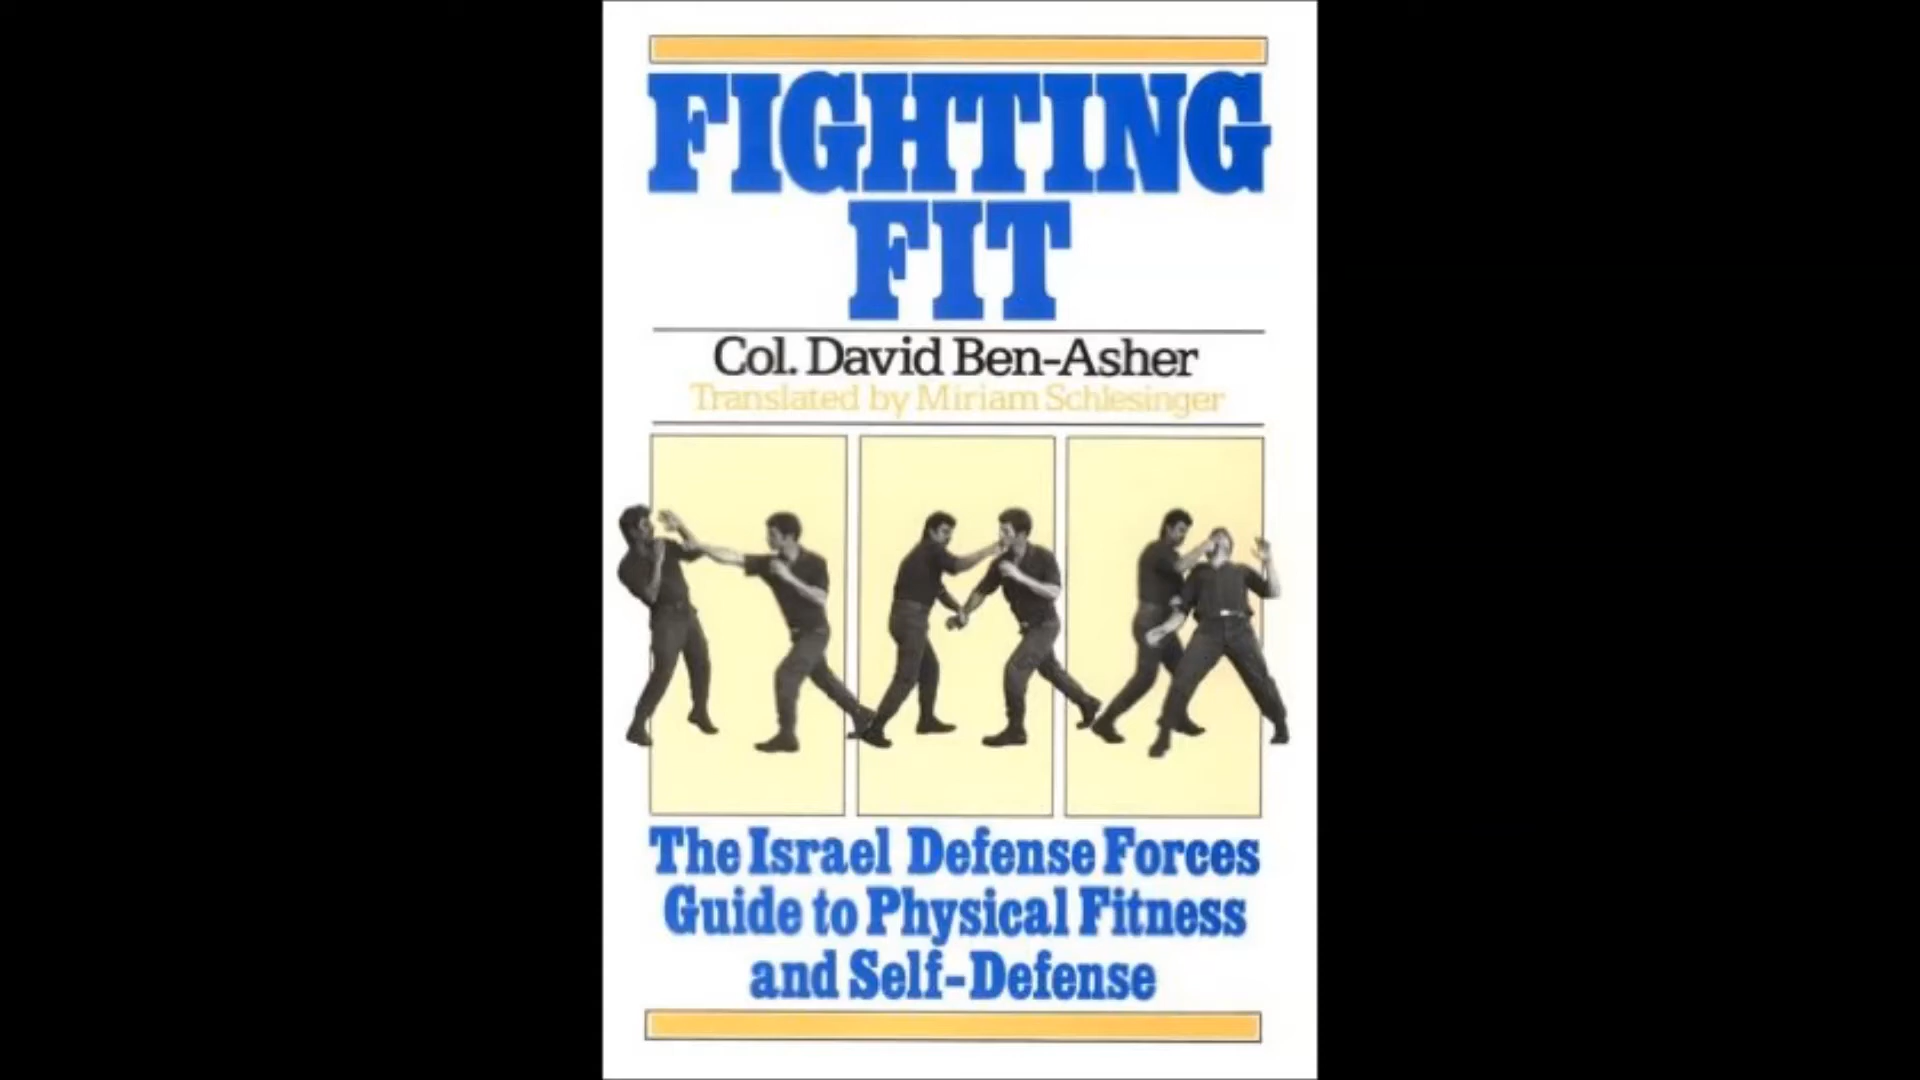 FIGHTING
FIT
Col. David Ben-Asher
Translated by Miriam Schlesinger
The Israel Defense Forces
Guide to Physical Fitness
and Self-Defense